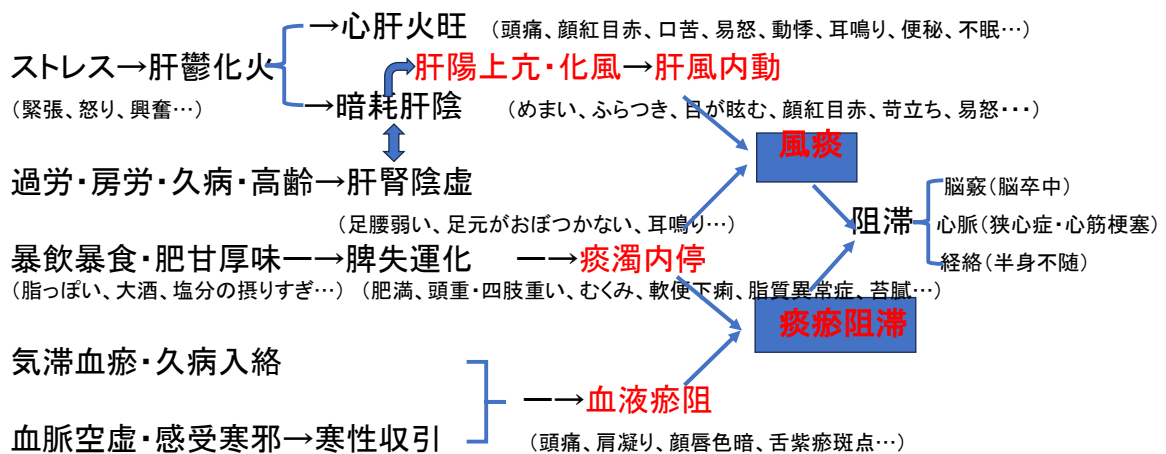 →心肝火旺 (頭痛、顔紅目赤、口苦、易怒、動悸、耳鳴り、便秘、不眠…)
ストレス→肝鬱化火
肝陽上亢・化風→肝風内動
(緊張、怒り、興奮…)
→暗耗肝陰 (めまい、ふらつき、目が眩む、顔紅目赤、苛立ち、易怒・・・)
風痰
過労・房労・久病・高齢→肝腎陰虚
(足腰弱い、足元がおぼつかない、耳鳴り…)
阻滞
脳竅(脳卒中)
心脈(狭心症・心筋梗塞)
経絡(半身不随)
暴飲暴食・肥甘厚味―→脾失運化 ―→痰濁内停
(脂っぽい、大酒、塩分の摂りすぎ…) (肥満、頭重・四肢重い、むくみ、軟便下痢、脂質異常症、苔膩…)
痰瘀阻滞
気滞血瘀・久病入絡
―→血液瘀阻
血脈空虚・感受寒邪→寒性収引 (頭痛、肩凝り、顔唇色暗、舌紫瘀斑点…)